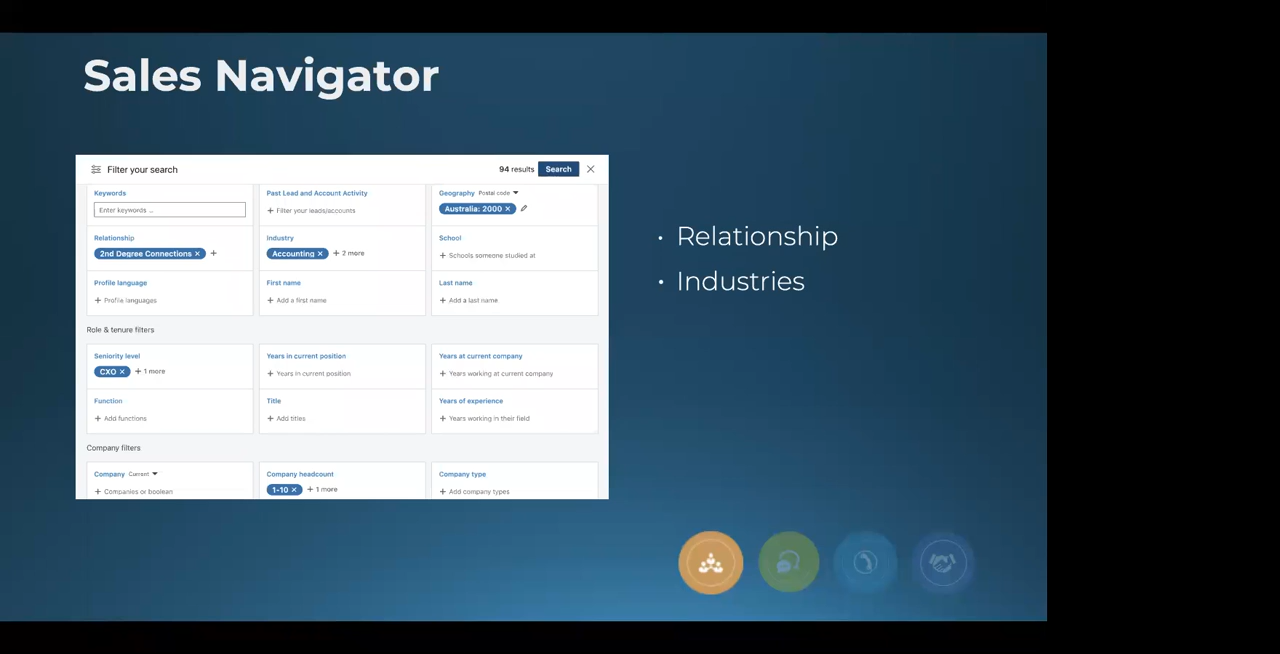 Sales Navigator
Filter your search
94 results
Search
Keywords
Enter keywords ...
Past Lead and Account Activity
+ Filter your leads/accounts
Geography Postal code
Australia: 2000 ×
Relationship
2nd Degree Connections × +
Industry
Accounting × + 2 more
School
+ Schools someone studied at
Profile language
+ Profile languages
First name
+ Add a first name
Last name
+ Add a last name
Role & tenure filters
Seniority level
CXO × + 1 more
Years in current position
+ Years in current position
Years at current company
+ Years working at current company
Function
+ Add functions
Title
+ Add titles
Years of experience
+ Years working in their field
Company filters
Company Current
+ Companies or boolean
Company headcount
1-10 × + 1 more
Company type
+ Add company types
• Relationship
• Industries